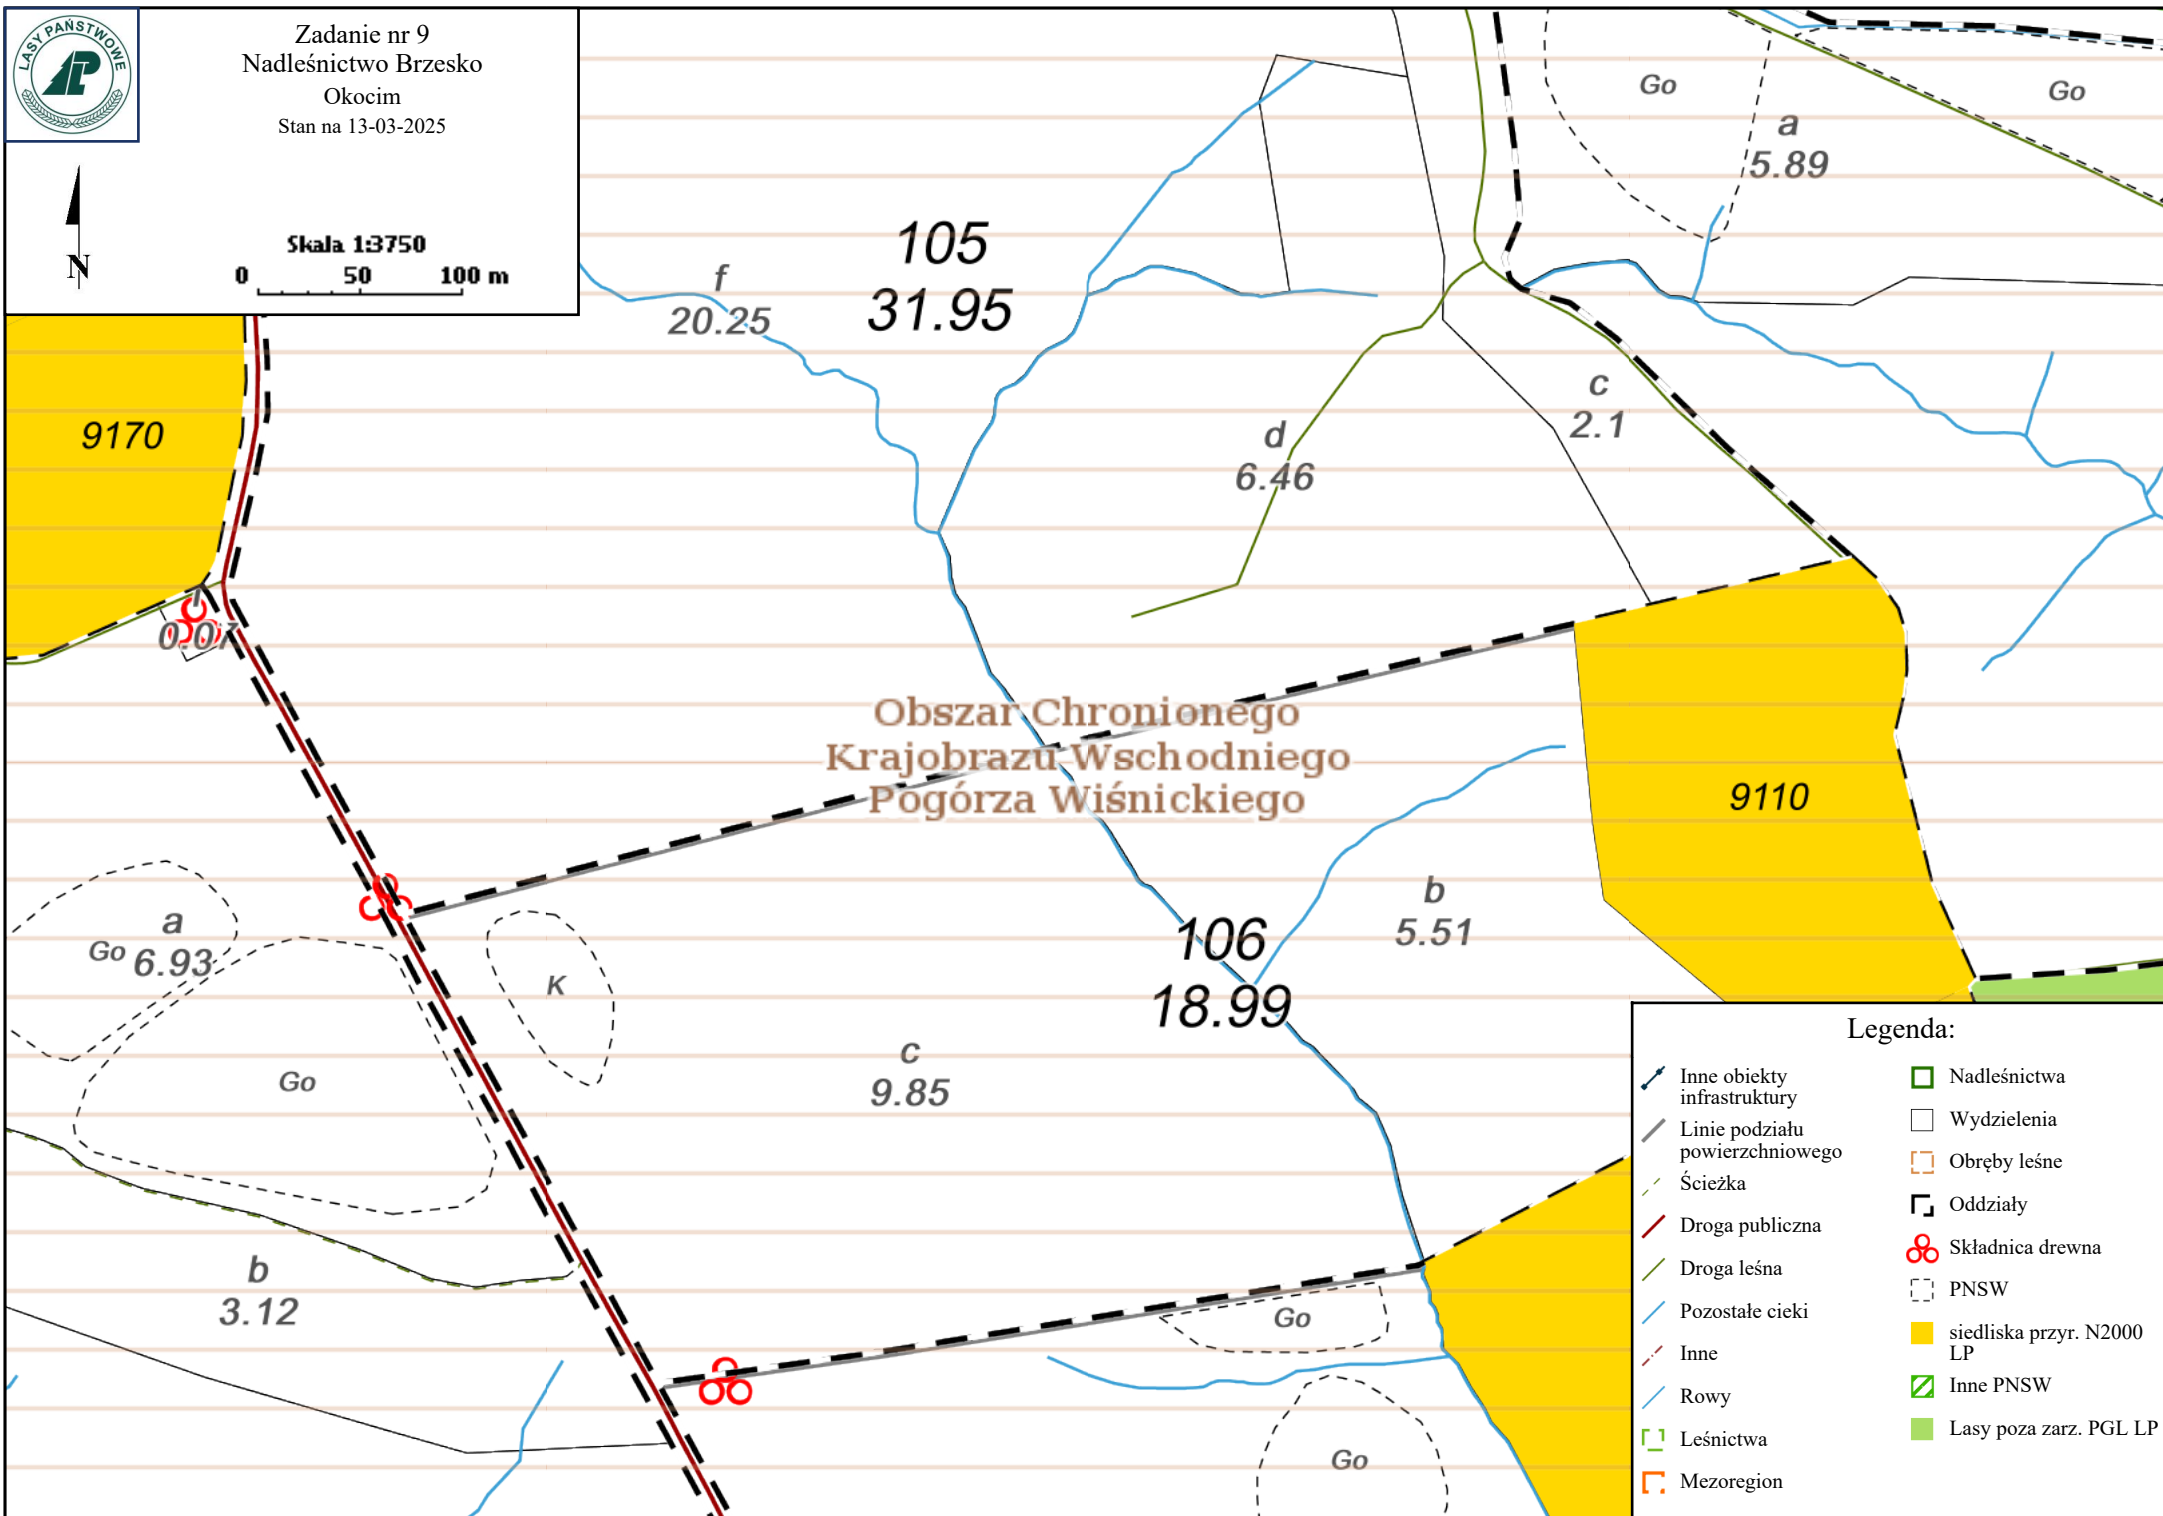 LASY PAŃSTWOWE
Zadanie nr 9
Nadleśnictwo Brzesko
Okocim
Stan na 13-03-2025
N
Skala 1:3750
0 50 100 m
Go
Go
a
5.89
105
31.95
f
20.25
c
2.1
d
6.46
9170
0.07
Obszar Chronionego
Krajobrazu Wschodniego
Pogórza Wiśnickiego
9110
b
5.51
a
Go 6.93
K
106
18.99
c
9.85
Go
b
3.12
Go
Go
Legenda:
Inne obiekty
infrastruktury
Linie podziału
powierzchniowego
Ścieżka
Droga publiczna
Droga leśna
Pozostałe cieki
Inne
Rowy
Leśnictwa
Mezoregion
Nadleśnictwa
Wydzielenia
Obręby leśne
Oddziały
Składnica drewna
PNSW
siedliska przyr. N2000
LP
Inne PNSW
Lasy poza zarz. PGL LP